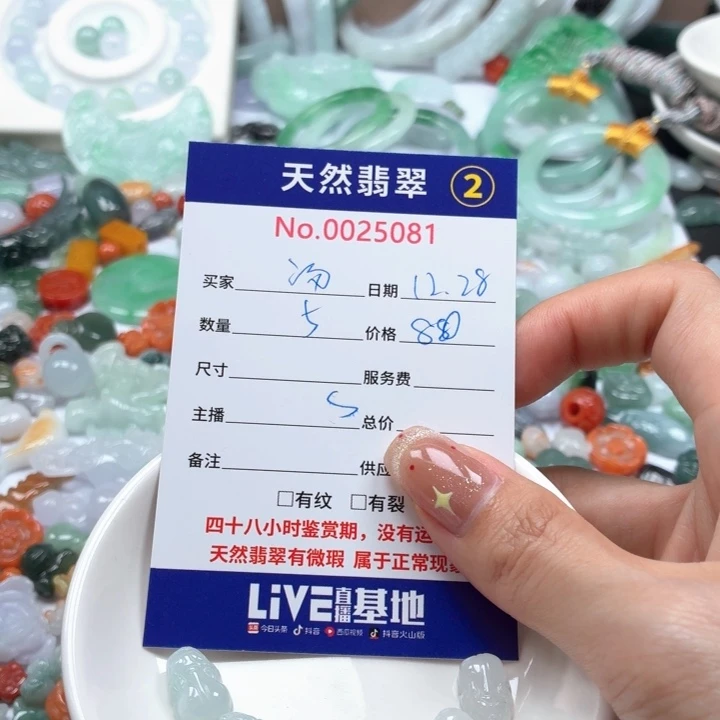 天然翡翠 2
No.0025081
买家 汤 日期 12.28
数量 5 价格
尺寸 服务费
主播 总价
备注 供应
□有纹 □有裂
四十八小时鉴赏期，没有运
天然翡翠有微瑕 属于正常现象
LiVE直播基地
头条 今日头条 抖音 西瓜视频 抖音火山版